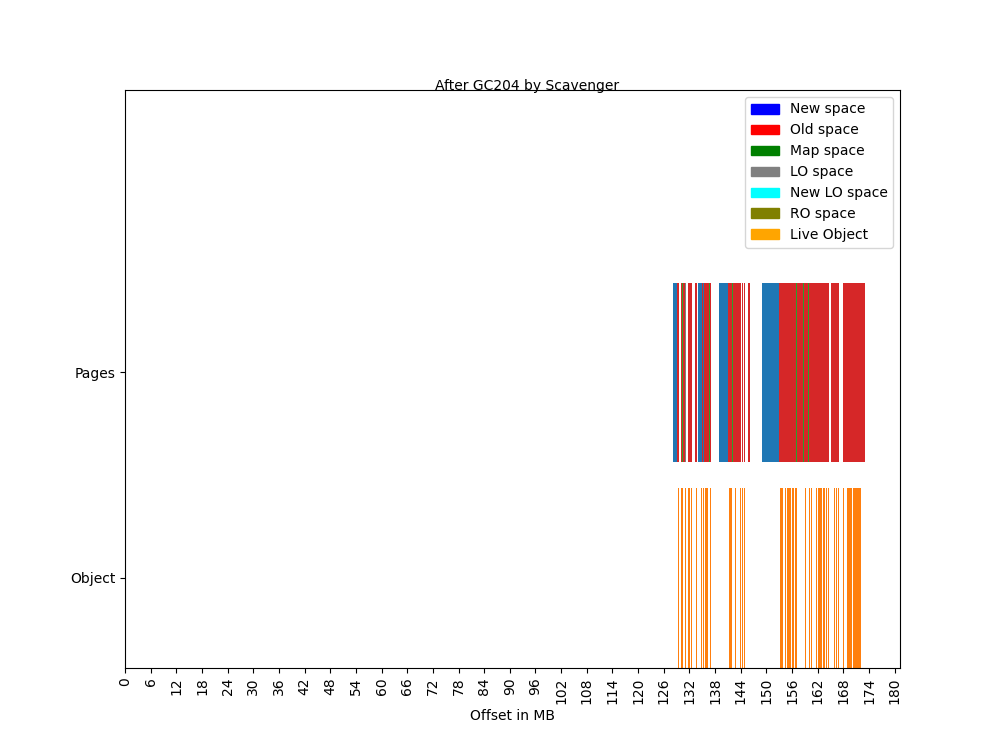 After GC204 by Scavenger
New space
Old space
Map space
LO space
New LO space
RO space
Live Object
Pages
Object
0 6 12 18 24 30 36 42 48 54 60 66 72 78 84 90 96 102 108 114 120 126 132 138 144 150 156 162 168 174 180
Offset in MB